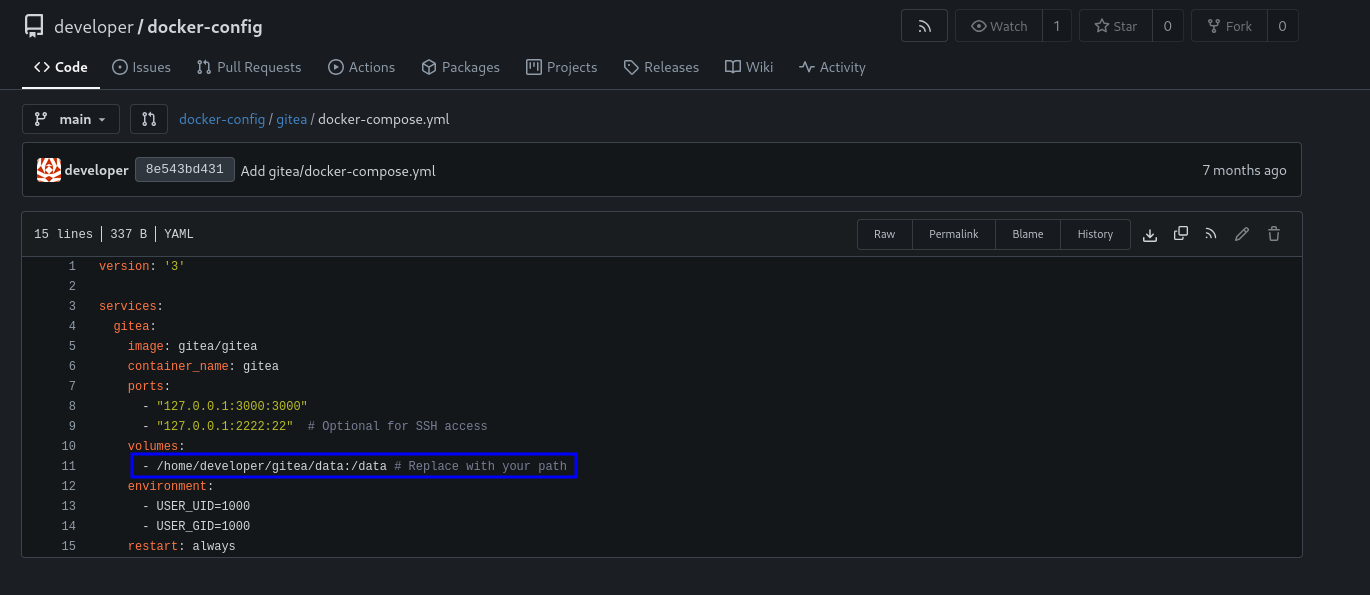 developer / docker-config
Watch 1 Star 0 Fork 0
Code Issues Pull Requests Actions Packages Projects Releases Wiki Activity
main docker-config / gitea / docker-compose.yml
developer 8e543bd431 Add gitea/docker-compose.yml 7 months ago
15 lines | 337 B | YAML Raw Permalink Blame History
1 version: '3'
2
3 services:
4   gitea:
5     image: gitea/gitea
6     container_name: gitea
7     ports:
8       - "127.0.0.1:3000:3000"
9       - "127.0.0.1:2222:22"  # Optional for SSH access
10     volumes:
11       - /home/developer/gitea/data:/data # Replace with your path
12     environment:
13       - USER_UID=1000
14       - USER_GID=1000
15     restart: always